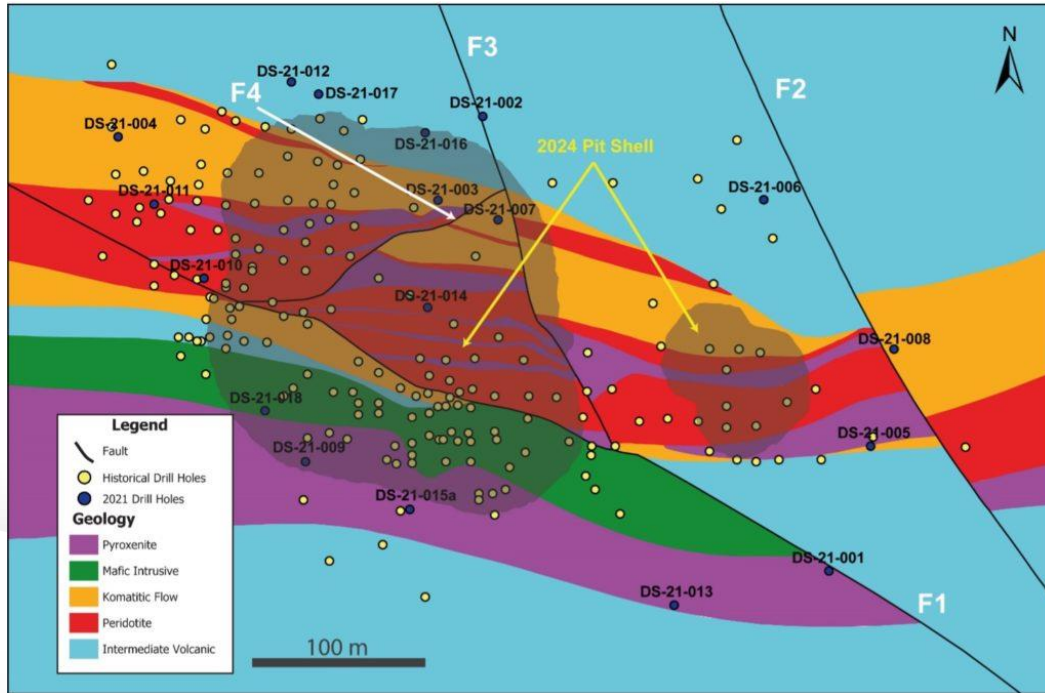 F3
F2
N
DS-21-012
DS-21-017
F4
DS-21-002
DS-21-004
DS-21-016
2024 Pit Shell
DS-21-011
DS-21-003
DS-21-006
DS-21-007
DS-21-010
DS-21-014
DS-21-008
DS-21-018
DS-21-005
DS-21-009
DS-21-015a
DS-21-001
DS-21-013
F1
Legend
Fault
Historical Drill Holes
2021 Drill Holes
Geology
Pyroxenite
Mafic Intrusive
Komatitic Flow
Peridotite
Intermediate Volcanic
100 m